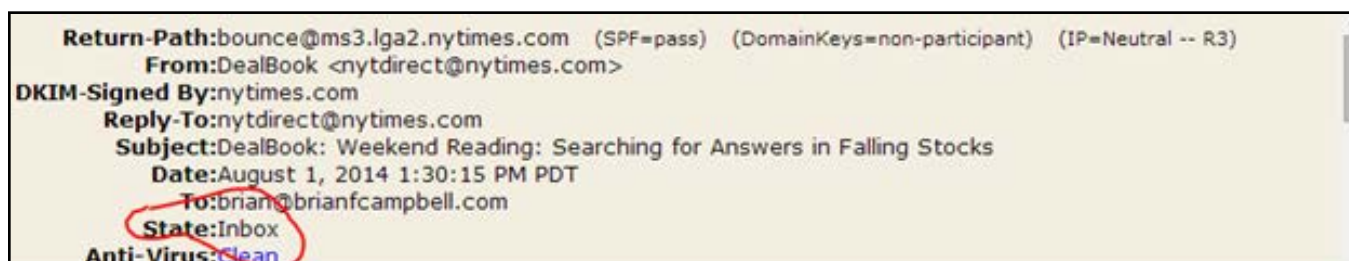 Return-Path:bounce@ms3.lga2.nytimes.com (SPF=pass) (DomainKeys=non-participant) (IP=Neutral -- R3)
From:DealBook <nytdirect@nytimes.com>
DKIM-Signed By:nytimes.com
Reply-To:nytdirect@nytimes.com
Subject:DealBook: Weekend Reading: Searching for Answers in Falling Stocks
Date:August 1, 2014 1:30:15 PM PDT
To:brian@brianfcampbell.com
State:Inbox
Anti-Virus:Clean